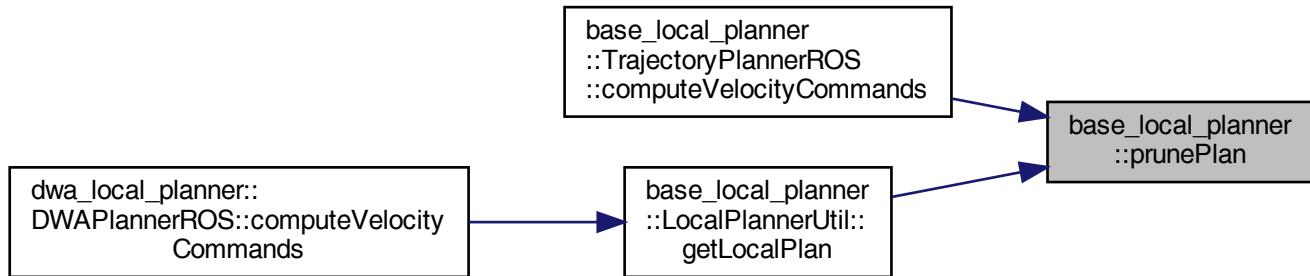 base_local_planner
::TrajectoryPlannerROS
::computeVelocityCommands
base_local_planner
::prunePlan
dwa_local_planner::
DWAPlannerROS::computeVelocity
Commands
base_local_planner
::LocalPlannerUtil::
getLocalPlan